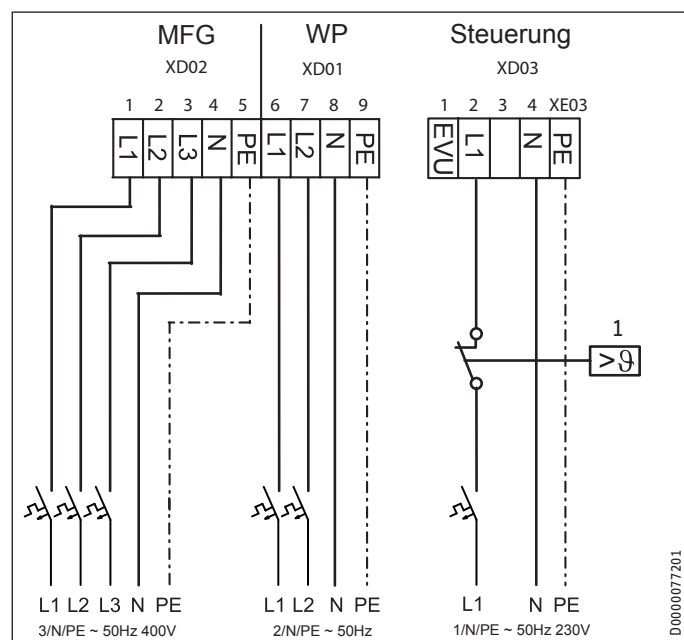 MFG WP Steuerung
XD02 XD01 XD03
1 2 3 4 5 6 7 8 9 1 2 3 4 XE03
L1 L2 L3 N PE L1 L2 N PE EVU L1 N PE
1
>ϑ
L1 L2 L3 N PE L1 L2 N PE L1 N PE
3/N/PE ~ 50Hz 400V 2/N/PE ~ 50Hz 1/N/PE ~ 50Hz 230V
D0000077201